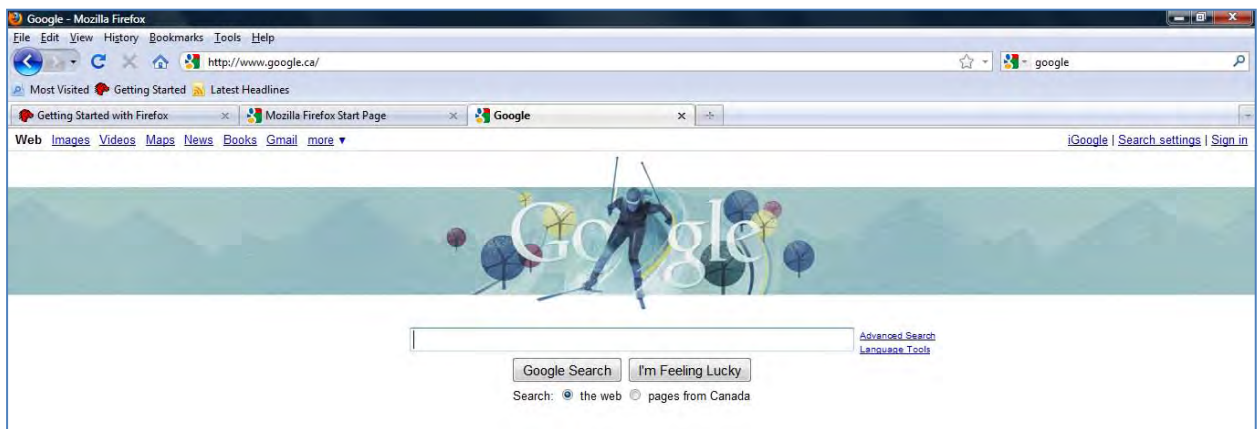 Google - Mozilla Firefox
File Edit View History Bookmarks Tools Help
http://www.google.ca/ google
Most Visited Getting Started Latest Headlines
Getting Started with Firefox Mozilla Firefox Start Page Google
Web Images Videos Maps News Books Gmail more ▼ iGoogle | Search settings | Sign in
Google
Advanced Search
Language Tools
Google Search I'm Feeling Lucky
Search: the web pages from Canada